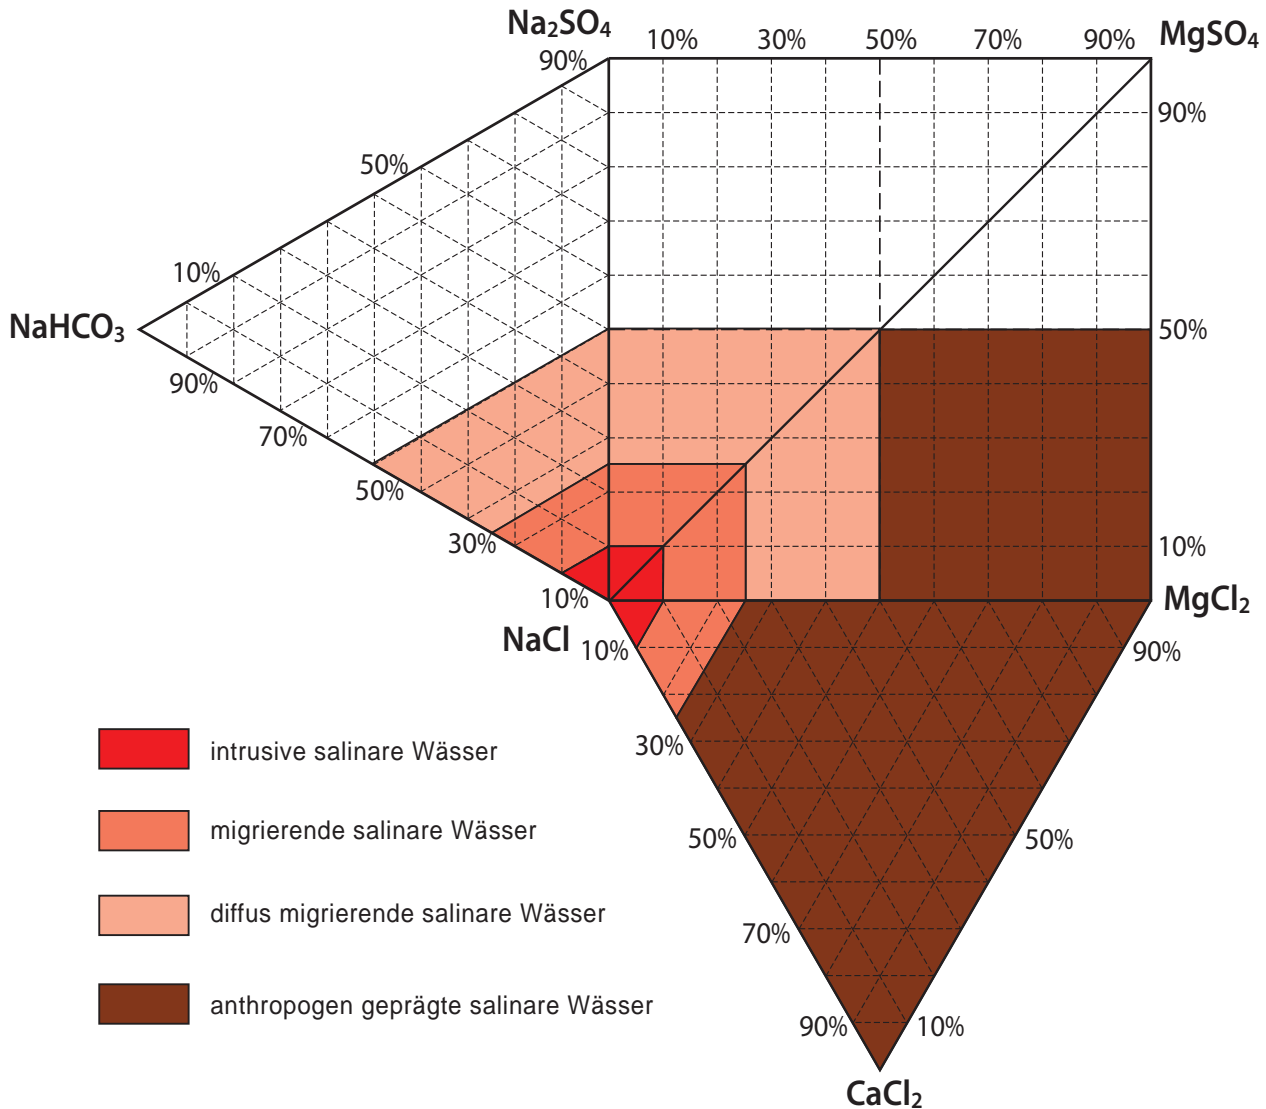 Na₂SO₄
10% 30% 50% 70% 90%
MgSO₄
90%
90%
50%
10%
NaHCO₃
50%
90%
70%
50%
30%
10%
10%
MgCl₂
NaCl
10%
90%
30%
50%
50%
70%
90%
10%
CaCl₂
intrusive salinare Wässer
migrierende salinare Wässer
diffus migrierende salinare Wässer
anthropogen geprägte salinare Wässer